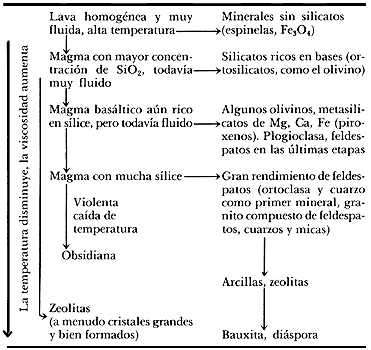 La temperatura disminuye, la viscosidad aumenta
Lava homogénea y muy
fluida, alta temperatura
Minerales sin silicatos
(espinelas, Fe₃O₄)
Magma con mayor concen-
tración de SiO₂, todavía
muy fluido
Silicatos ricos en bases (or-
tosilicatos, como el olivino)
Magma basáltico aún rico
en sílice, pero todavía fluido
Algunos olivinos, metasili-
catos de Mg, Ca, Fe (piro-
xenos). Plogioclasa, feldes-
patos en las últimas etapas
Magma con mucha sílice
Gran rendimiento de feldes-
patos (ortoclasa y cuarzo
como primer mineral, gra-
nito compuesto de feldespa-
tos, cuarzos y micas)
Violenta
caída de
temperatura
Obsidiana
Arcillas, zeolitas
Zeolitas
(a menudo cristales grandes
y bien formados)
Bauxita, diáspora